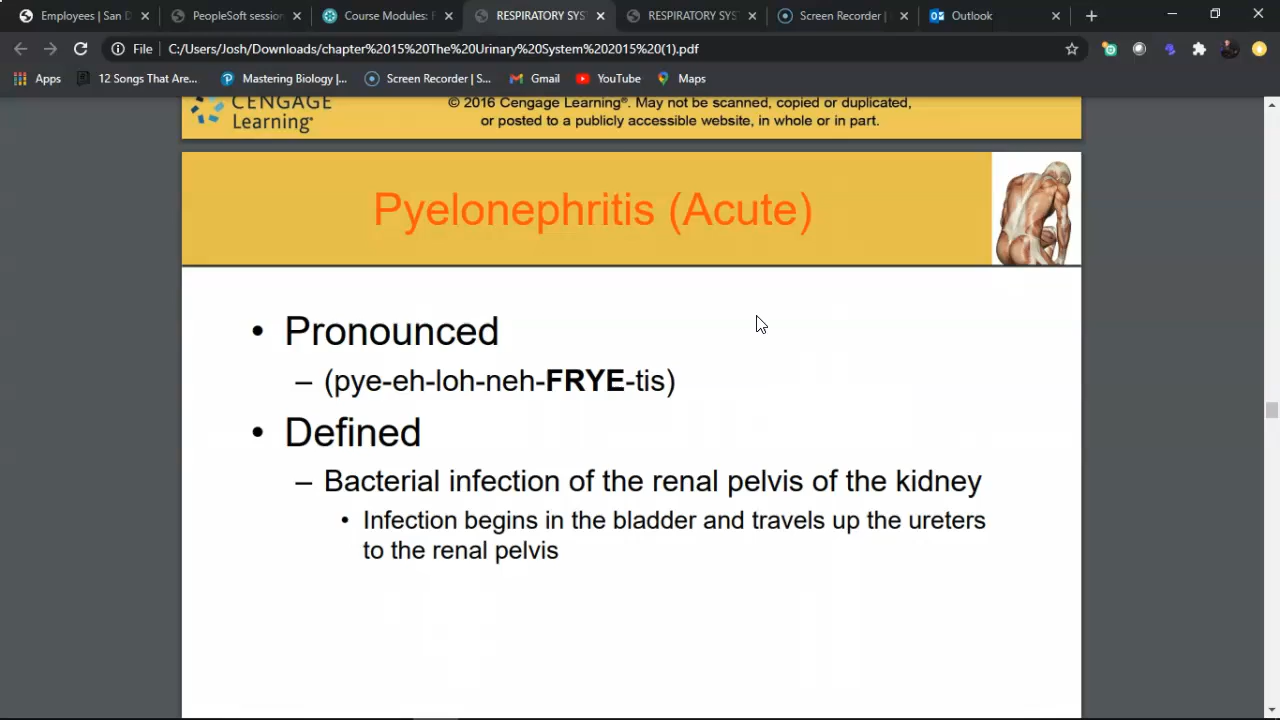 Employees | San D
PeopleSoft session
Course Modules: F
RESPIRATORY SYS
RESPIRATORY SYS
Screen Recorder |
Outlook
File
C:/Users/Josh/Downloads/chapter%2015%20The%20Urinary%20System%202015%20(1).pdf
Apps
12 Songs That Are...
Mastering Biology |...
Screen Recorder | S...
Gmail
YouTube
Maps
CENGAGE
Learning®
© 2016 Cengage Learning®. May not be scanned, copied or duplicated,
or posted to a publicly accessible website, in whole or in part.
Pyelonephritis (Acute)
• Pronounced
– (pye-eh-loh-neh-FRYE-tis)
• Defined
– Bacterial infection of the renal pelvis of the kidney
• Infection begins in the bladder and travels up the ureters
to the renal pelvis